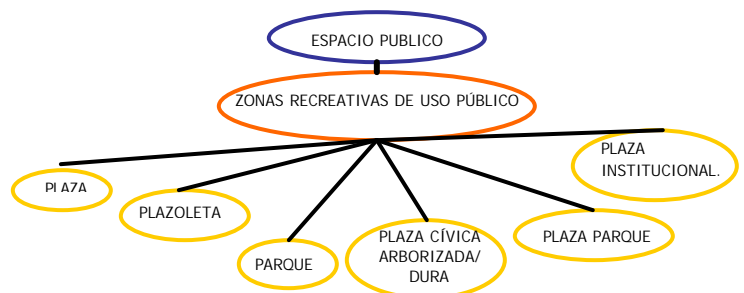 ESPACIO PUBLICO
ZONAS RECREATIVAS DE USO PÚBLICO
PLAZA
INSTITUCIONAL.
PLAZA
PLAZOLETA
PARQUE
PLAZA CÍVICA
ARBORIZADA/
DURA
PLAZA PARQUE